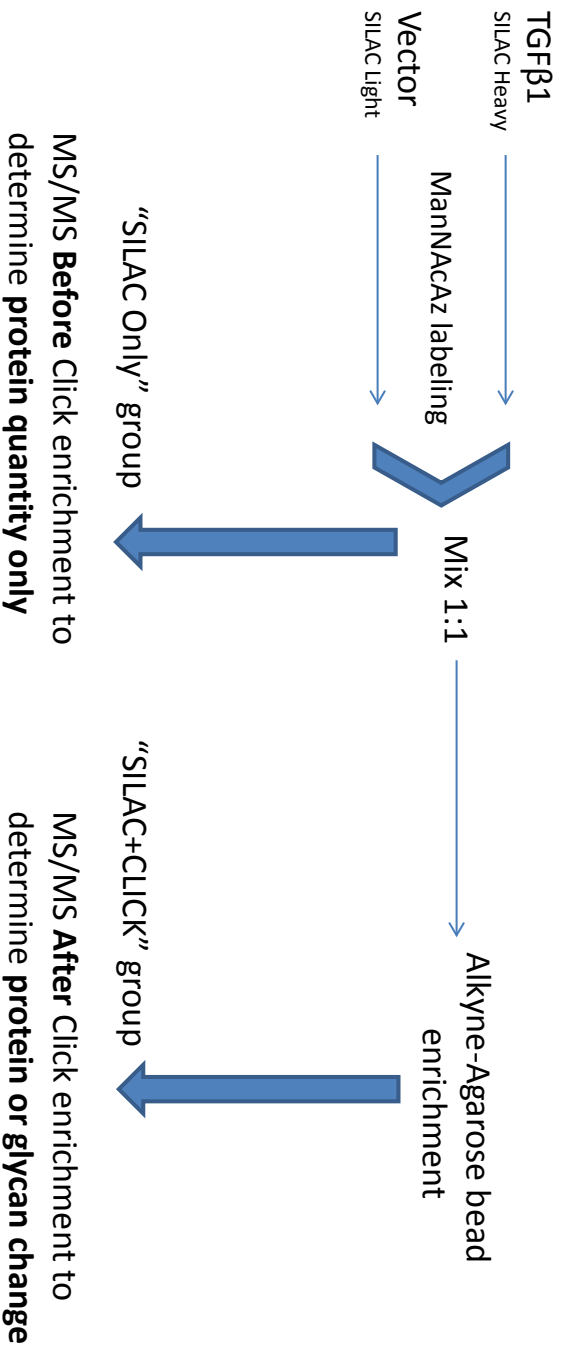 TGFβ1
SILAC Heavy
Vector
SILAC Light
ManNAcAz labeling
Mix 1:1
Alkyne-Agarose bead
enrichment
“SILAC Only” group
MS/MS Before Click enrichment to
determine protein quantity only
“SILAC+CLICK” group
MS/MS After Click enrichment to
determine protein or glycan change